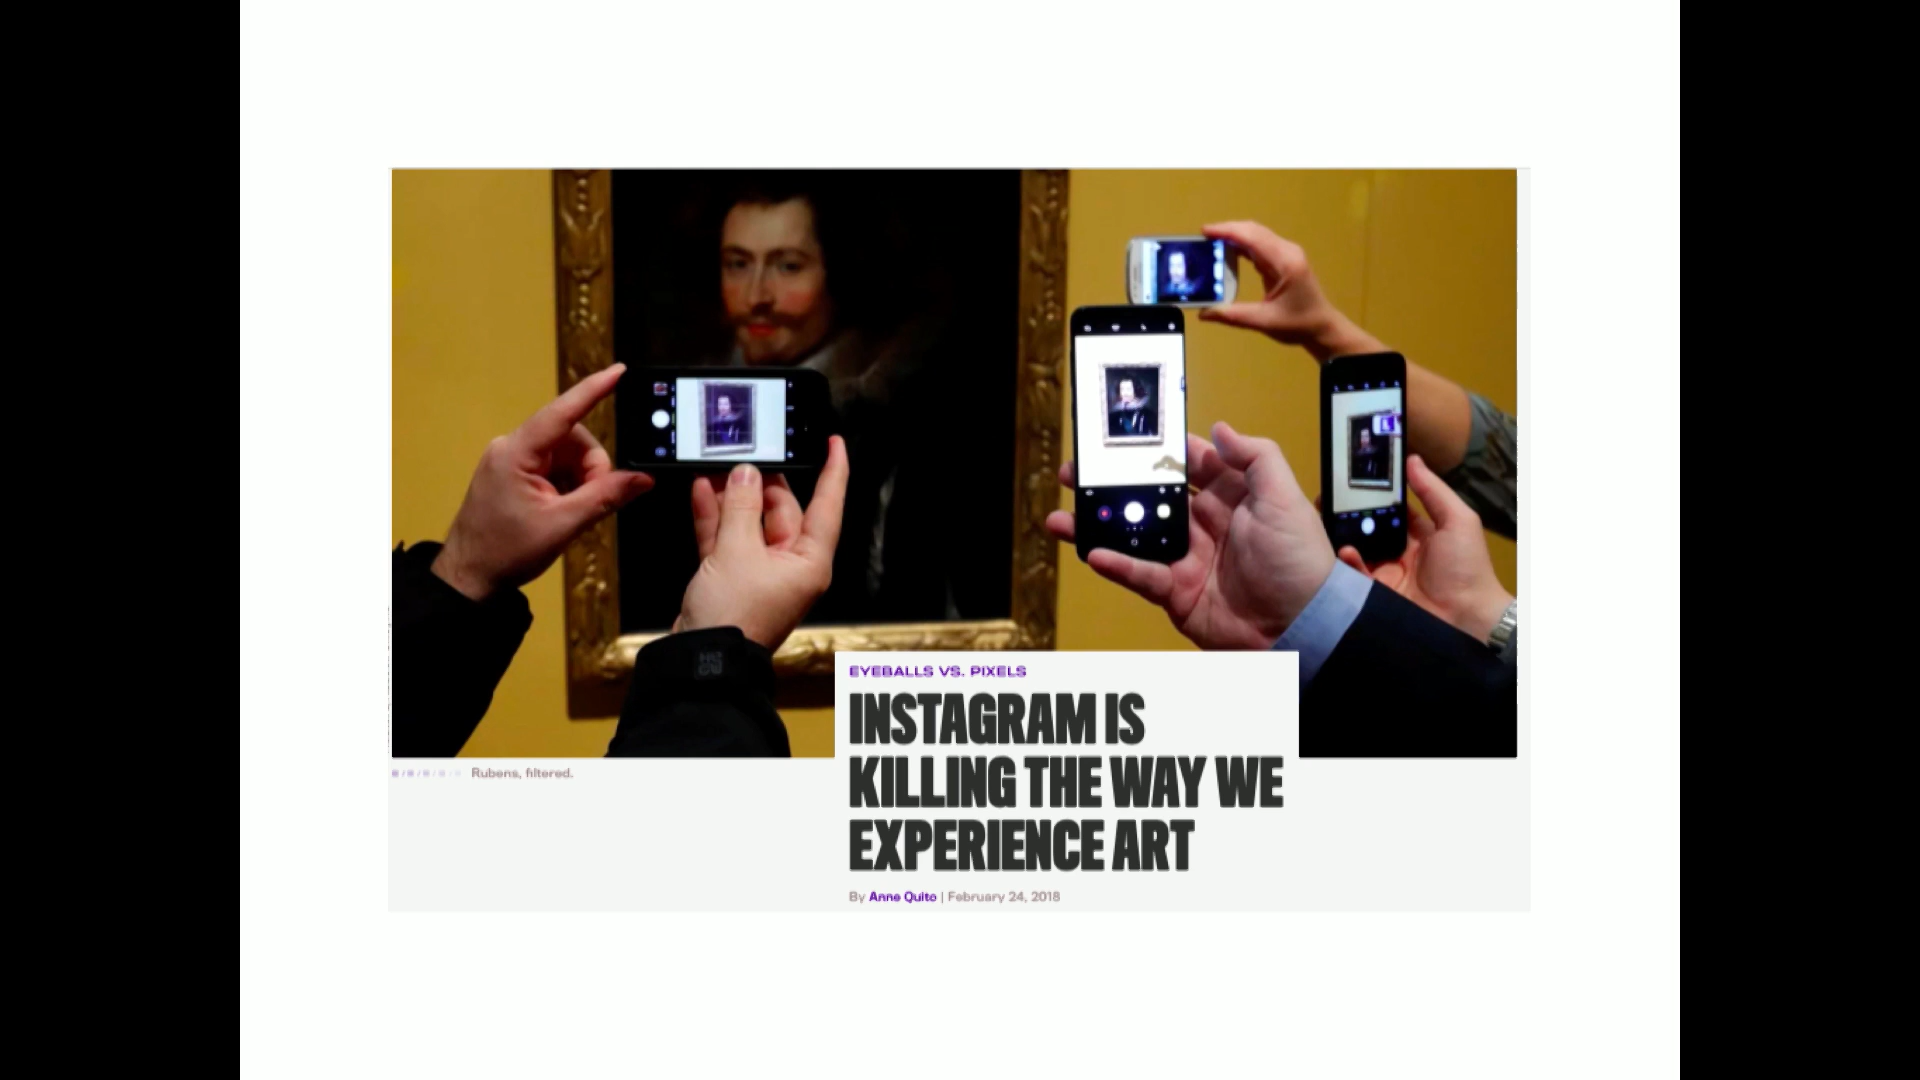 EYEBALLS VS. PIXELS
INSTAGRAM IS
KILLING THE WAY WE
EXPERIENCE ART
Rubens, filtered.
By Anne Quito | February 24, 2018